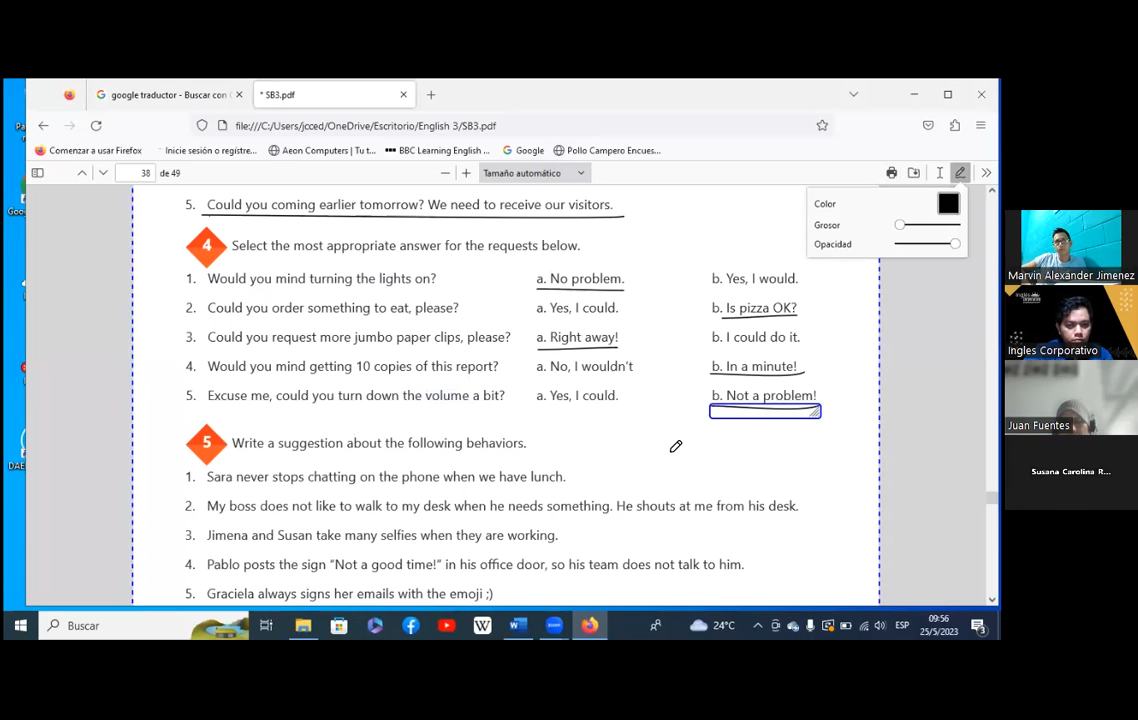 google traductor - Buscar con G
* SB3.pdf
file:///C:/Users/jcced/OneDrive/Escritorio/English 3/SB3.pdf
Comenzar a usar Firefox
Inicie sesión o regístre...
Aeon Computers | Tu t...
BBC Learning English ...
Google
Pollo Campero Encues...
38 de 49
Tamaño automático
Color
Grosor
Opacidad
5. Could you coming earlier tomorrow? We need to receive our visitors.
4 Select the most appropriate answer for the requests below.
1. Would you mind turning the lights on? a. No problem. b. Yes, I would.
2. Could you order something to eat, please? a. Yes, I could. b. Is pizza OK?
3. Could you request more jumbo paper clips, please? a. Right away! b. I could do it.
4. Would you mind getting 10 copies of this report? a. No, I wouldn't b. In a minute!
5. Excuse me, could you turn down the volume a bit? a. Yes, I could. b. Not a problem!
5 Write a suggestion about the following behaviors.
1. Sara never stops chatting on the phone when we have lunch.
2. My boss does not like to walk to my desk when he needs something. He shouts at me from his desk.
3. Jimena and Susan take many selfies when they are working.
4. Pablo posts the sign “Not a good time!” in his office door, so his team does not talk to him.
5. Graciela always signs her emails with the emoji ;)
Marvin Alexander Jimenez
Ingles Corporativo
Juan Fuentes
Susana Carolina R...
Buscar
24°C
ESP
09:56
25/5/2023
3